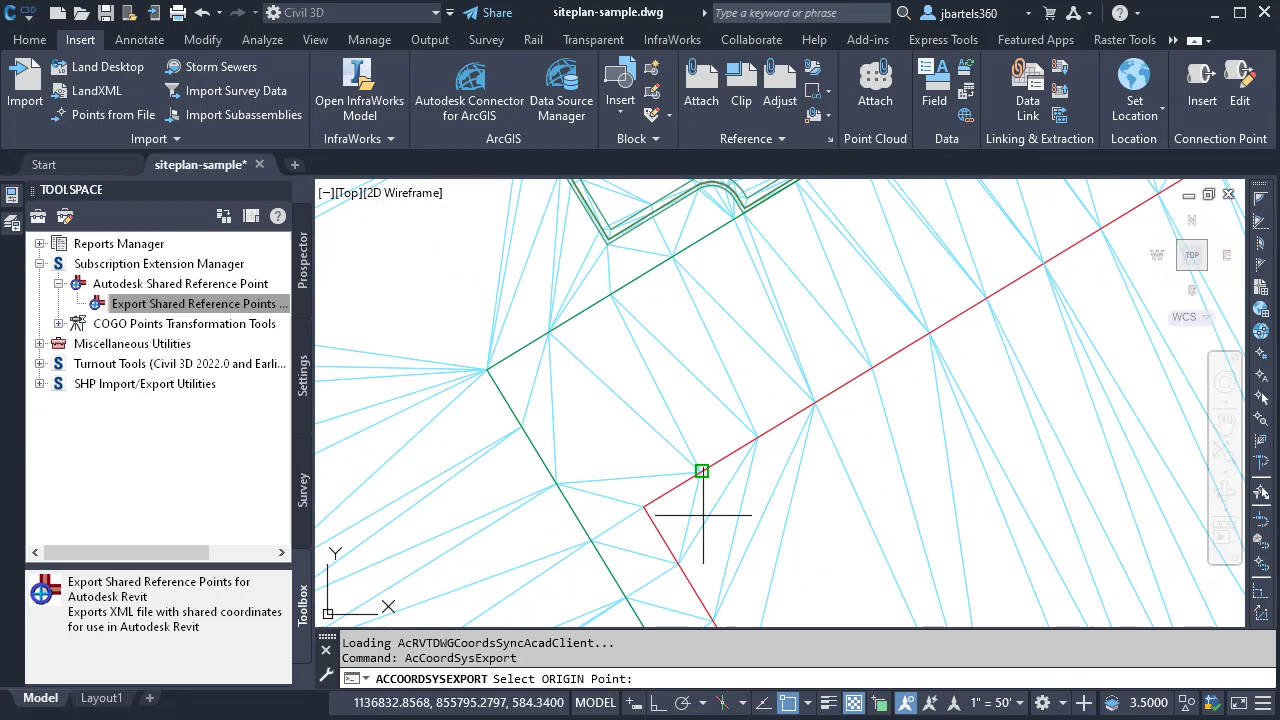 C3D
Civil 3D
Share
siteplan-sample.dwg
Type a keyword or phrase
jbartels360
Home Insert Annotate Modify Analyze View Manage Output Survey Rail Transparent InfraWorks Collaborate Help Add-ins Express Tools Featured Apps Raster Tools
Import
Land Desktop
LandXML
Points from File
Storm Sewers
Import Survey Data
Import Subassemblies
Open InfraWorks
Model
Autodesk Connector
for ArcGIS
Data Source
Manager
Insert
Attach
Clip
Adjust
Attach
Field
Data
Link
Set
Location
Insert
Edit
Import InfraWorks ArcGIS Block Reference Point Cloud Data Linking & Extraction Location Connection Point
Start
siteplan-sample*
TOOLSPACE
Reports Manager
Subscription Extension Manager
Autodesk Shared Reference Point
Export Shared Reference Points ...
COGO Points Transformation Tools
Miscellaneous Utilities
Turnout Tools (Civil 3D 2022.0 and Earli...
SHP Import/Export Utilities
Prospector
Settings
Survey
Toolbox
Export Shared Reference Points for
Autodesk Revit
Exports XML file with shared coordinates
for use in Autodesk Revit
[−][Top][2D Wireframe]
N
W TOP E
S
WCS
Y
X
Loading AcRVTDWGCoordsSyncAcadClient...
Command: AcCoordSysExport
ACCOORDSYSEXPORT Select ORIGIN Point:
Model
Layout1
1136832.8568, 855795.2797, 584.3400
MODEL
1" = 50'
3.5000